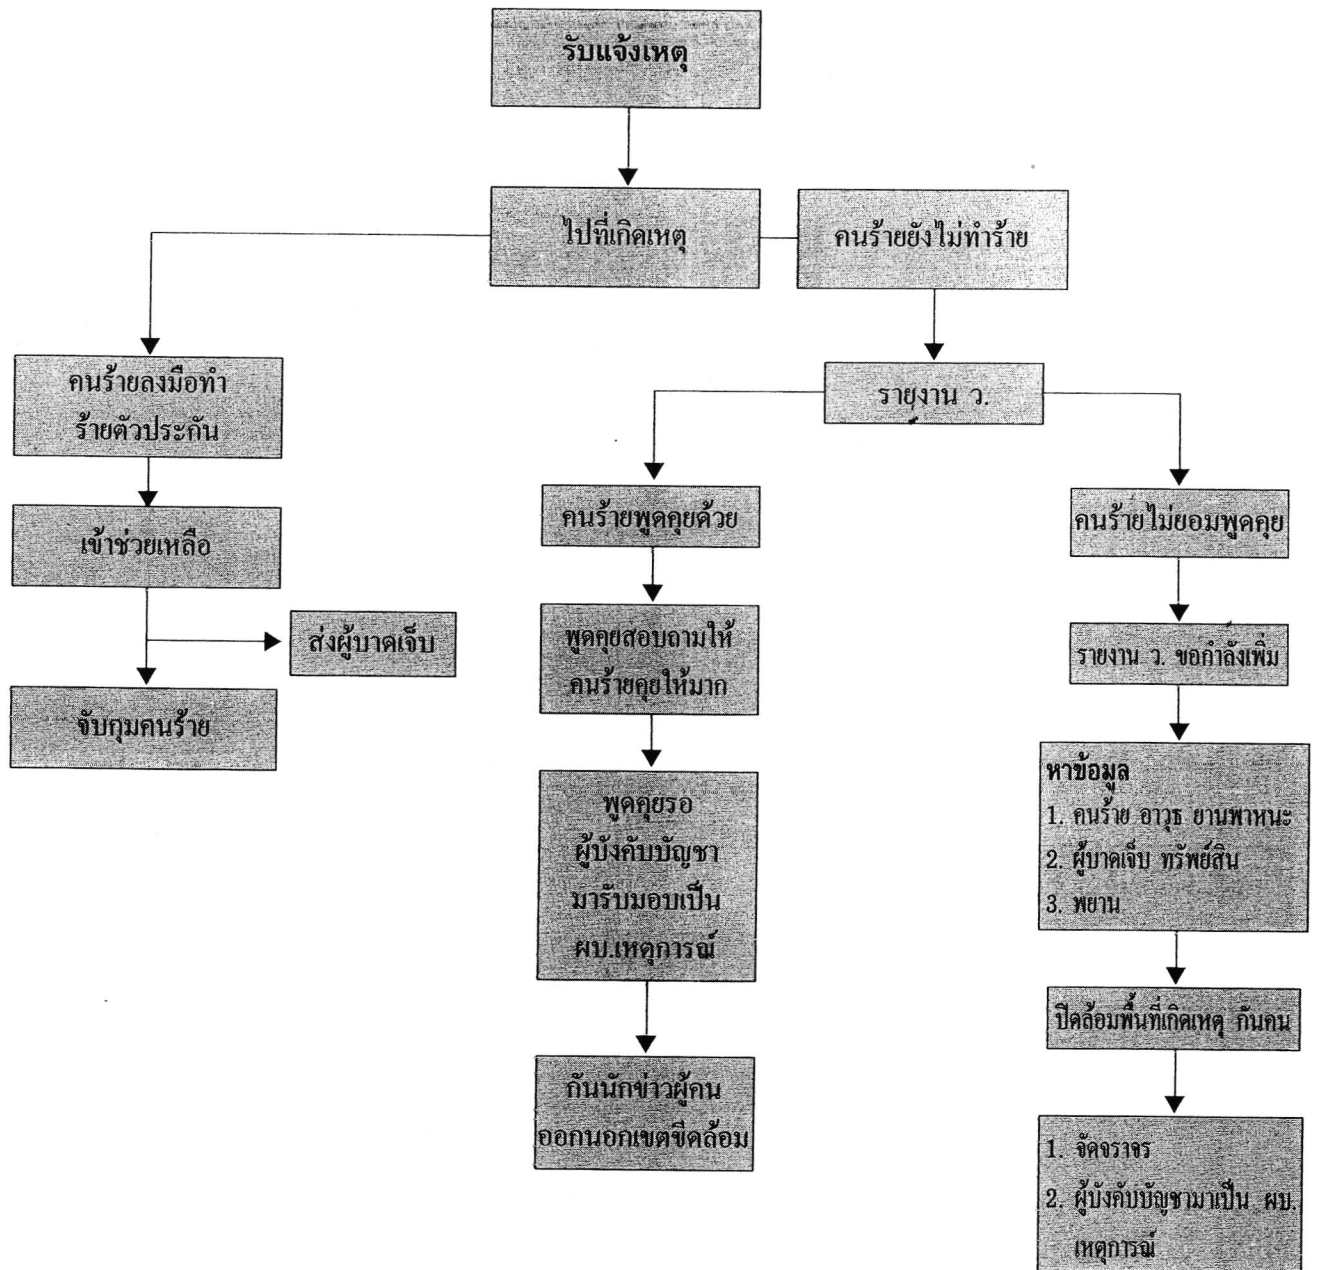 รับแจ้งเหตุ
ไปที่เกิดเหตุ
คนร้ายยังไม่ทำร้าย
คนร้ายลงมือทำ
ร้ายตัวประกัน
เข้าช่วยเหลือ
ส่งผู้บาดเจ็บ
จับกุมคนร้าย
รายงาน ว.
คนร้ายพูดคุยด้วย
พูดคุยสอบถามให้
คนร้ายคุยให้มาก
พูดคุยรอ
ผู้บังคับบัญชา
มารับมอบเป็น
ผบ.เหตุการณ์
กันนักข่าวผู้คน
ออกนอกเขตขีดล้อม
คนร้ายไม่ยอมพูดคุย
รายงาน ว. ขอกำลังเพิ่ม
หาข้อมูล
1. คนร้าย อาวุธ ยานพาหนะ
2. ผู้บาดเจ็บ ทรัพย์สิน
3. พยาน
ปิดล้อมพื้นที่เกิดเหตุ กันคน
1. จัดจราจร
2. ผู้บังคับบัญชามาเป็น ผบ.
เหตุการณ์